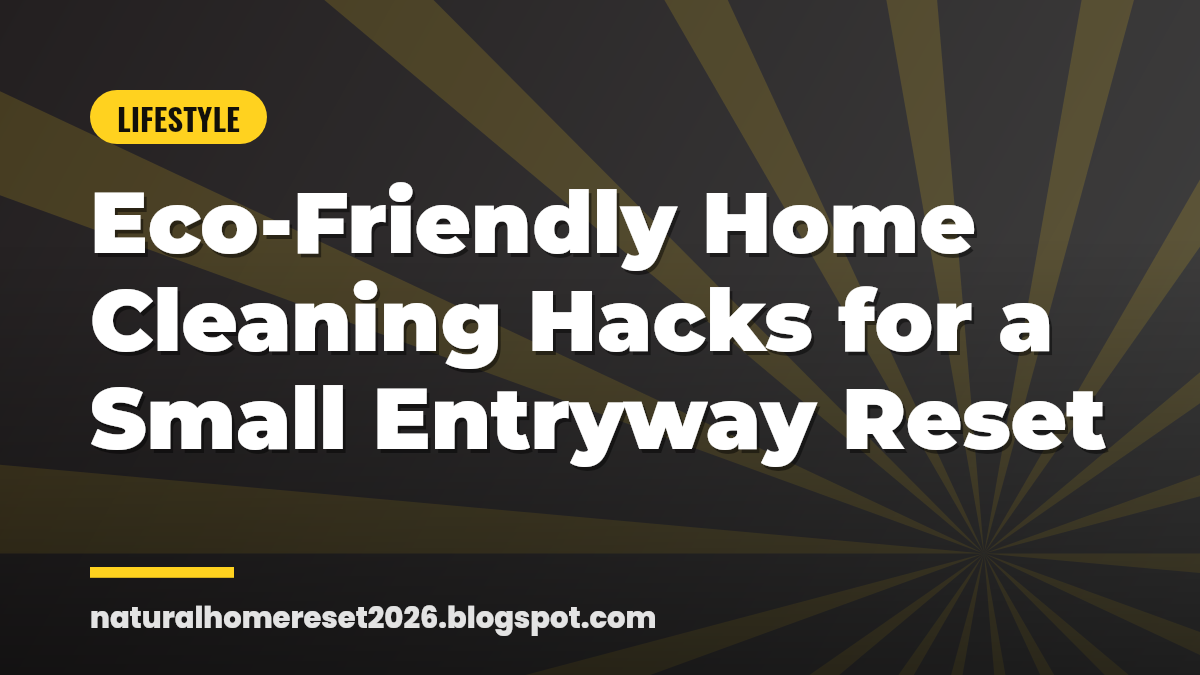 LIFESTYLE
Eco-Friendly Home
Cleaning Hacks for a
Small Entryway Reset
naturalhomereset2026.blogspot.com